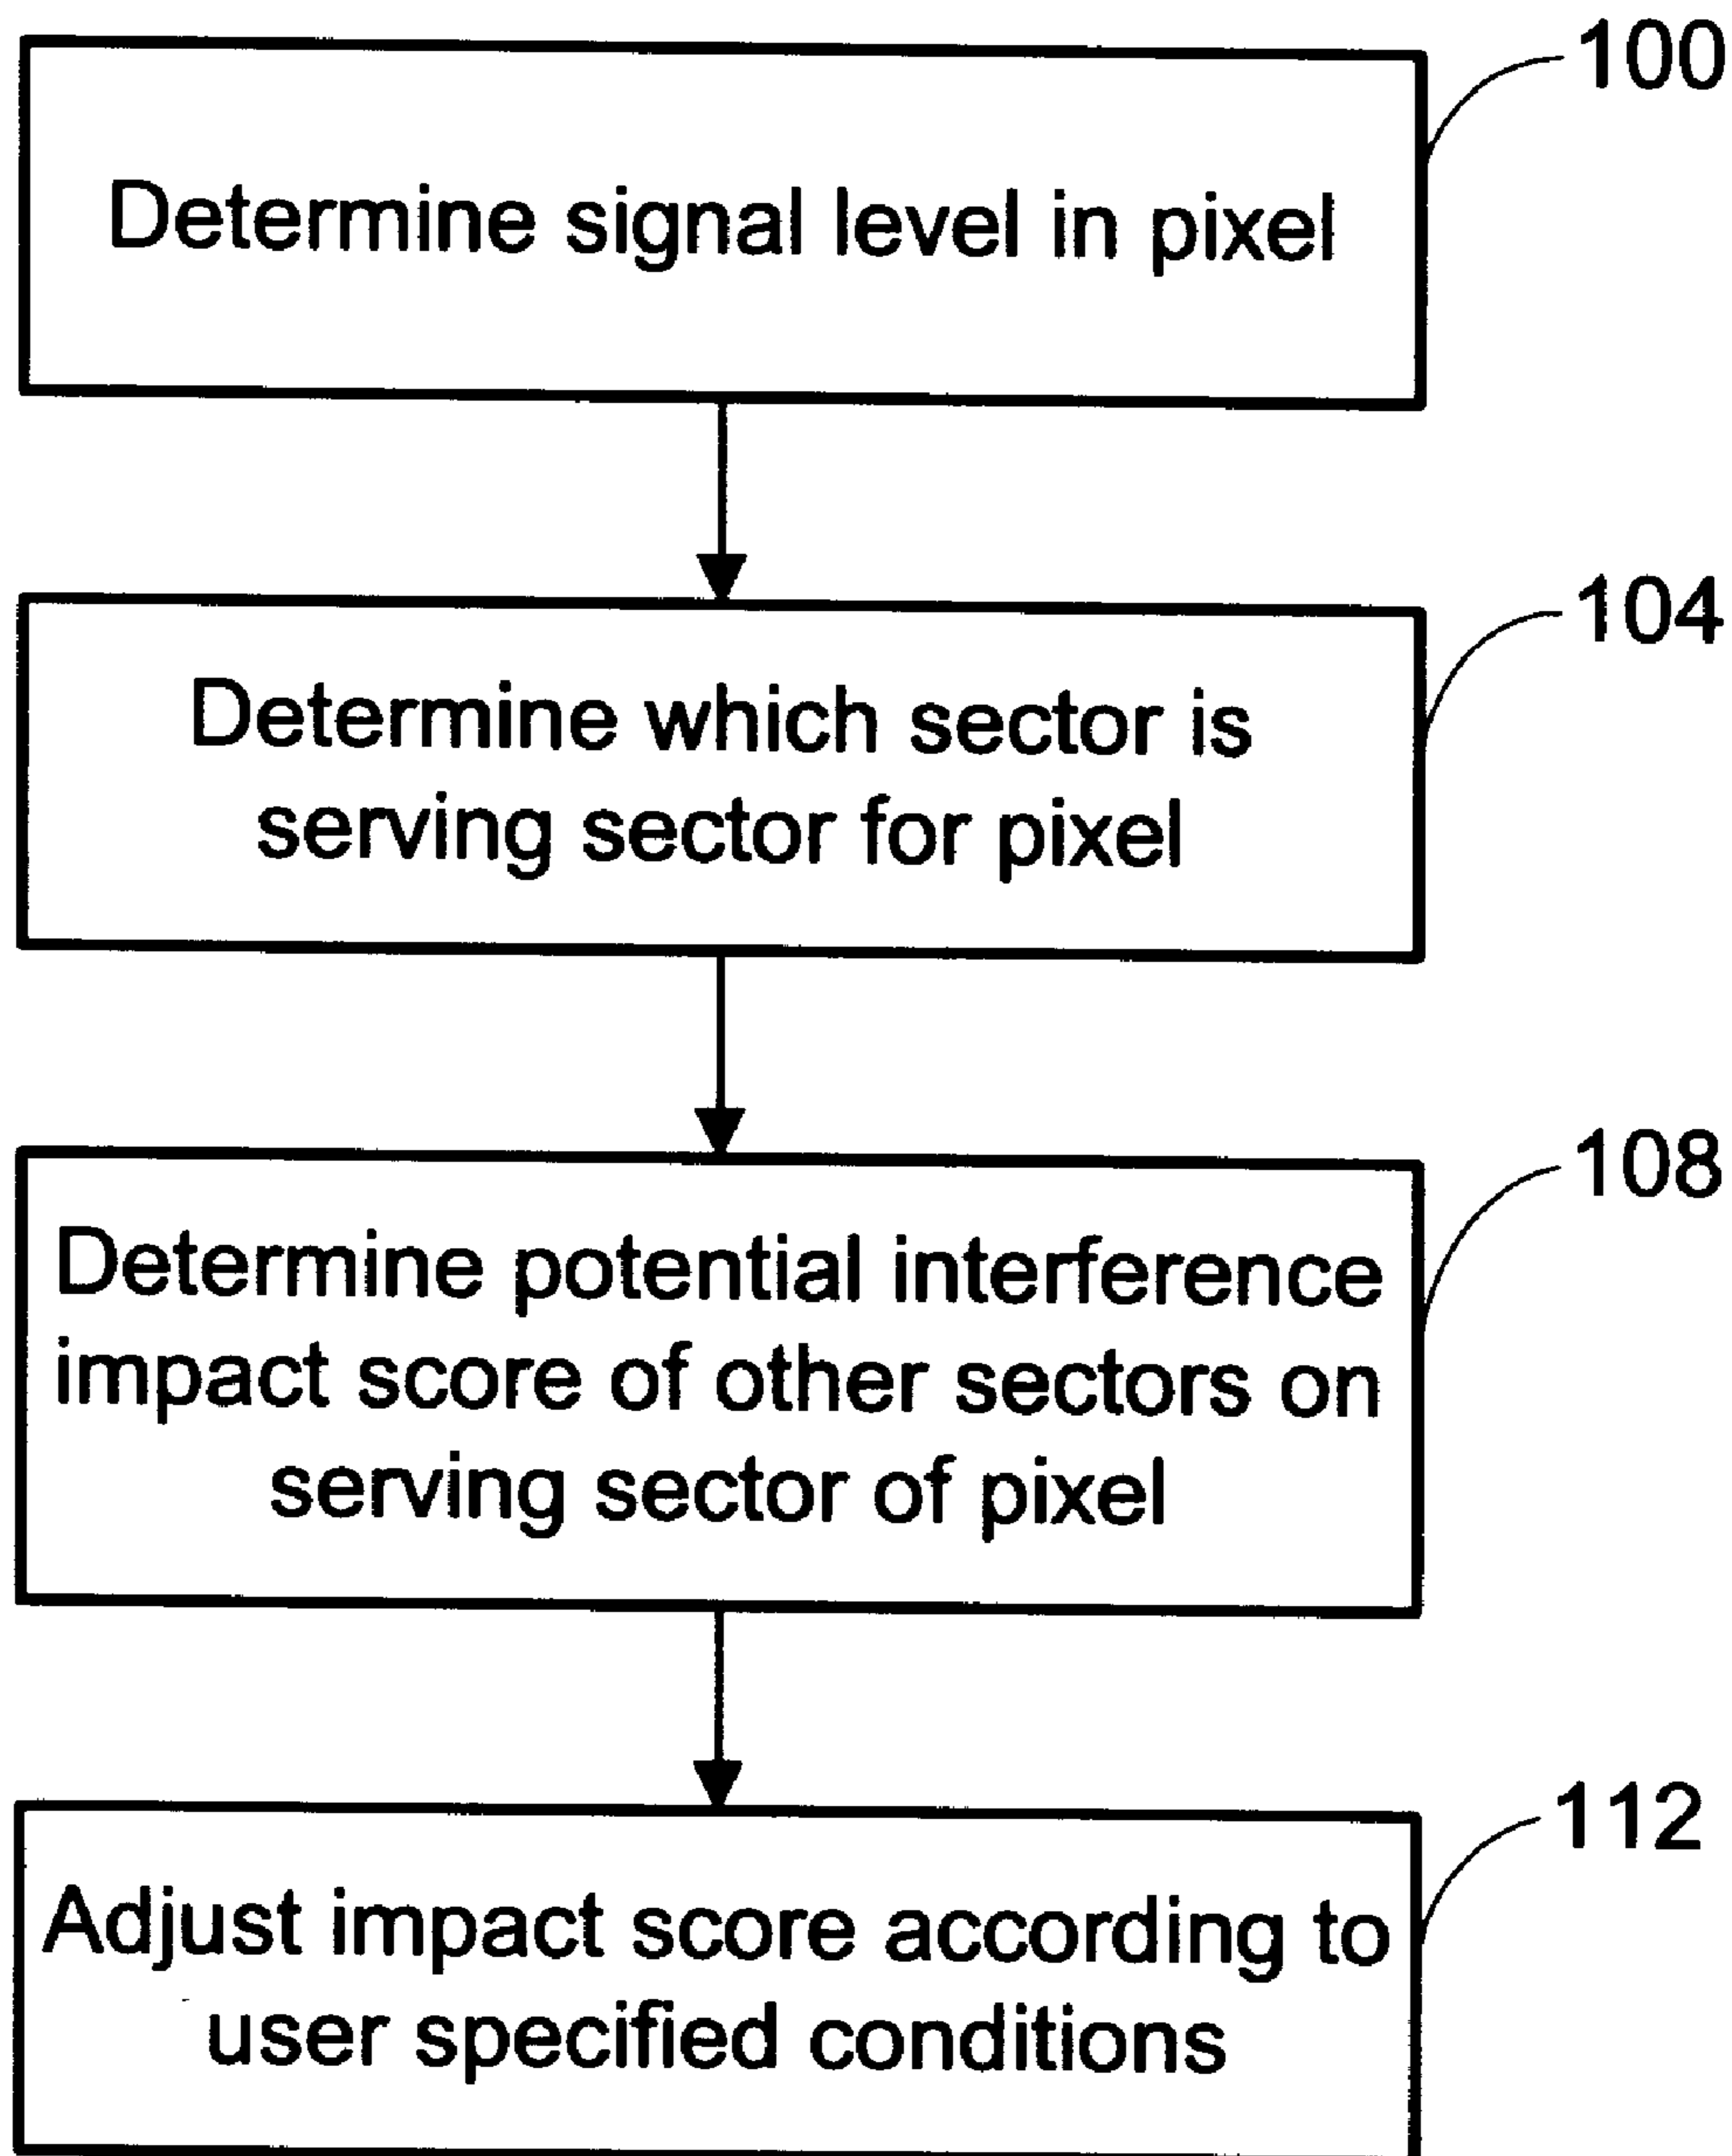 100
Determine signal level in pixel
104
Determine which sector is
serving sector for pixel
108
Determine potential interference
impact score of other sectors on
serving sector of pixel
112
Adjust impact score according to
user specified conditions